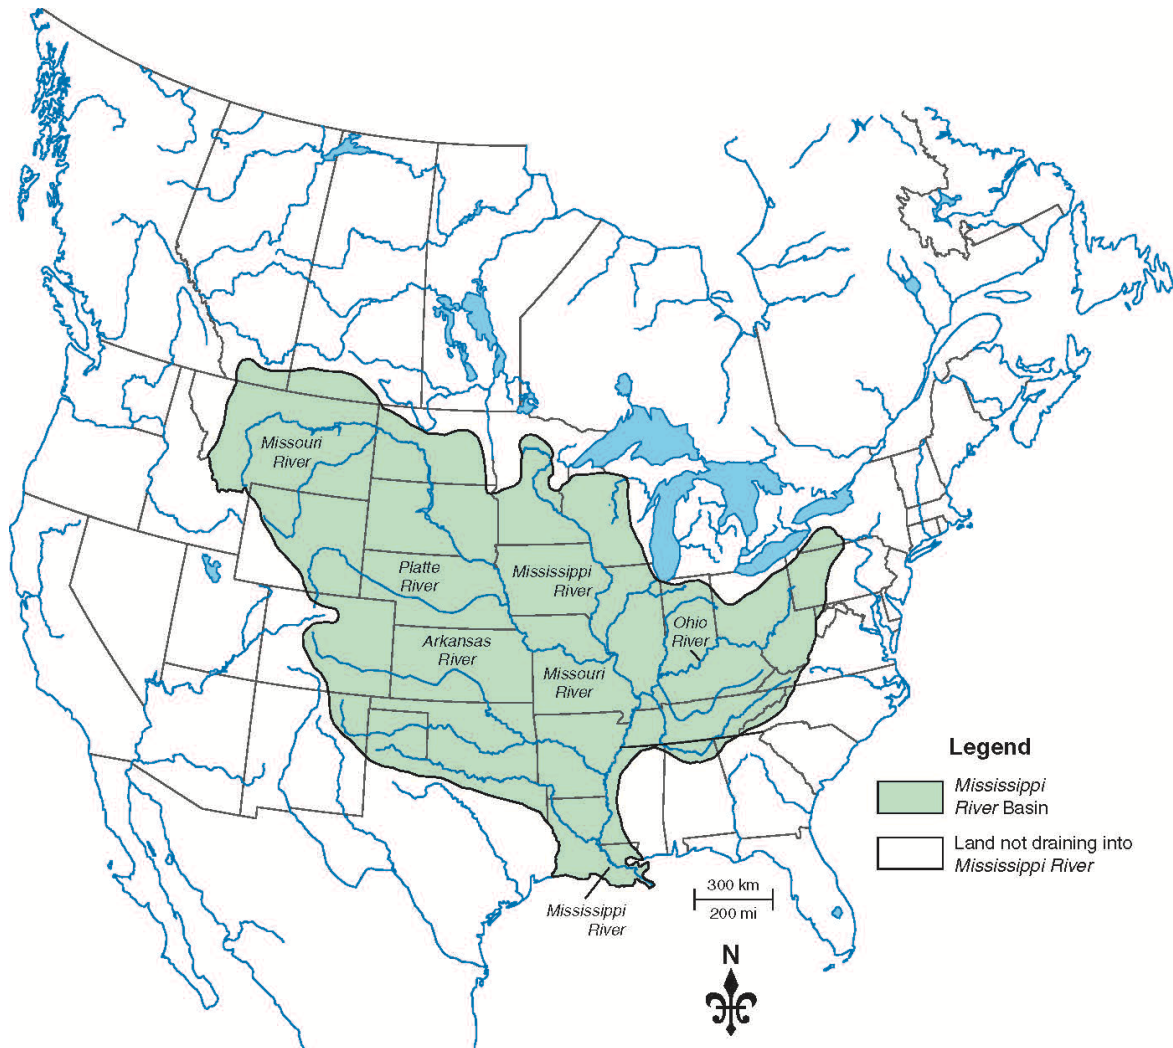 Missouri
River
Platte
River
Mississippi
River
Ohio
River
Arkansas
River
Missouri
River
Legend
Mississippi
River Basin
Land not draining into
Mississippi River
300 km
200 mi
Mississippi
River
N